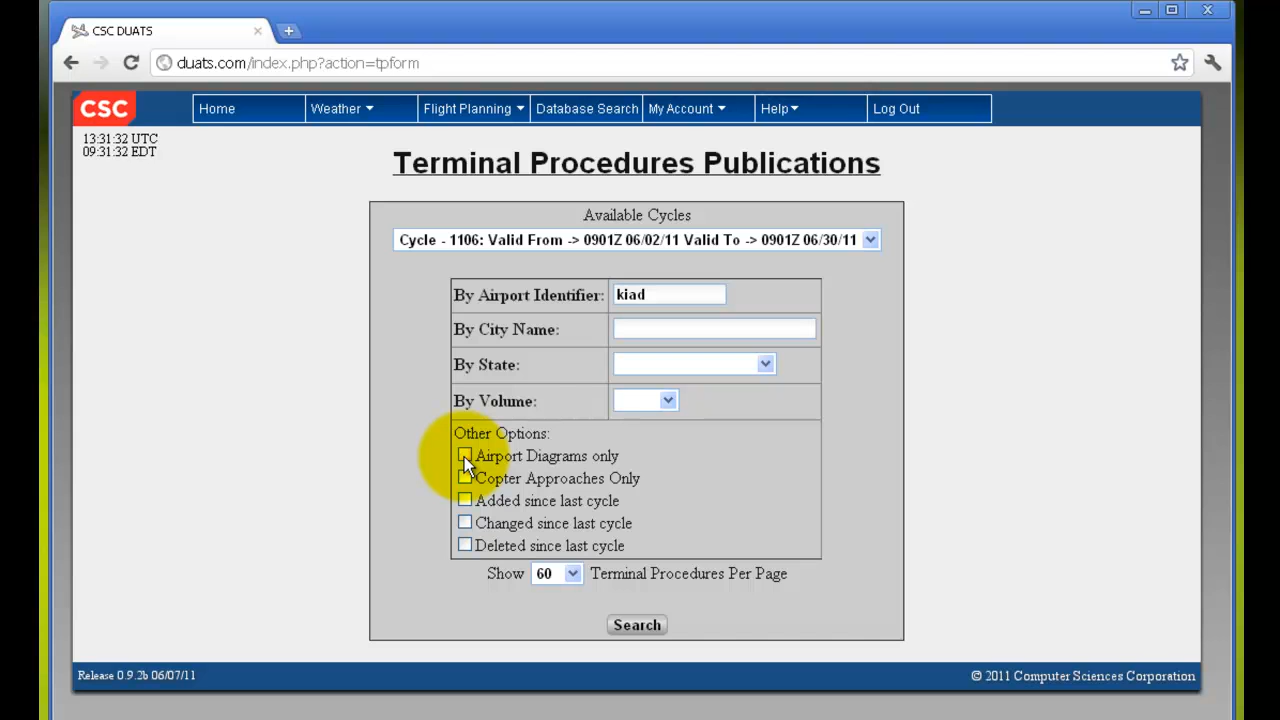 CSC DUATS
duats.com/index.php?action=tpform
CSC
Home Weather Flight Planning Database Search My Account Help Log Out
13:31:32 UTC
09:31:32 EDT
Terminal Procedures Publications
Available Cycles
Cycle - 1106: Valid From -> 0901Z 06/02/11 Valid To -> 0901Z 06/30/11
By Airport Identifier: kiad
By City Name:
By State:
By Volume:
Other Options:
Airport Diagrams only
Copter Approaches Only
Added since last cycle
Changed since last cycle
Deleted since last cycle
Show 60 Terminal Procedures Per Page
Search
Release 0.9.2b 06/07/11 © 2011 Computer Sciences Corporation